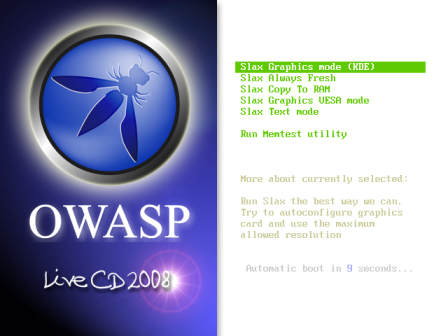 OWASP
Live CD 2008
Slax Graphics mode (KDE)
Slax Always Fresh
Slax Copy To RAM
Slax Graphics VESA mode
Slax Text mode
Run Memtest utility
More about currently selected:
Run Slax the best way we can.
Try to autoconfigure graphics
card and use the maximum
allowed resolution
Automatic boot in 9 seconds...